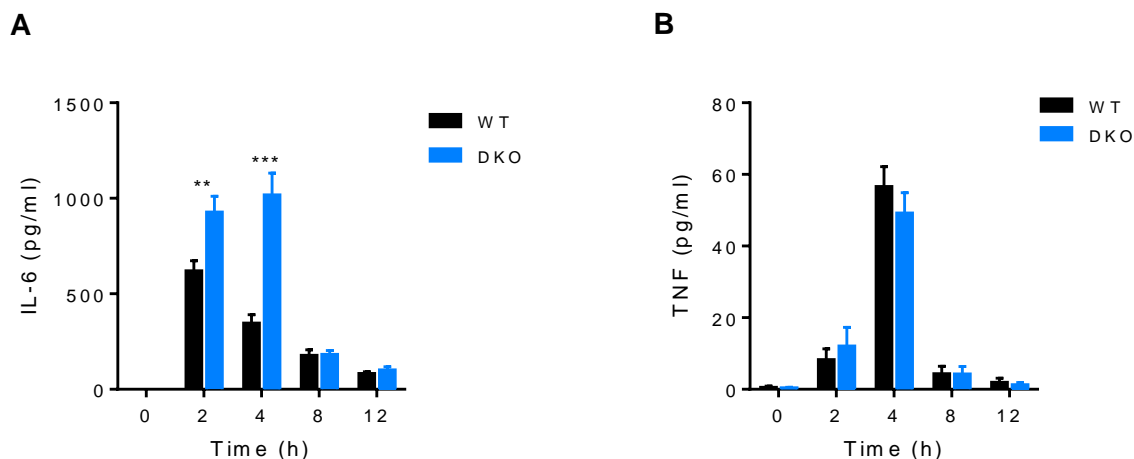 A
IL-6 (pg/ml)
1500
1000
500
0
** ***
WT
DKO
0 2 4 8 12
Time (h)
B
TNF (pg/ml)
80
60
40
20
0
WT
DKO
0 2 4 8 12
Time (h)